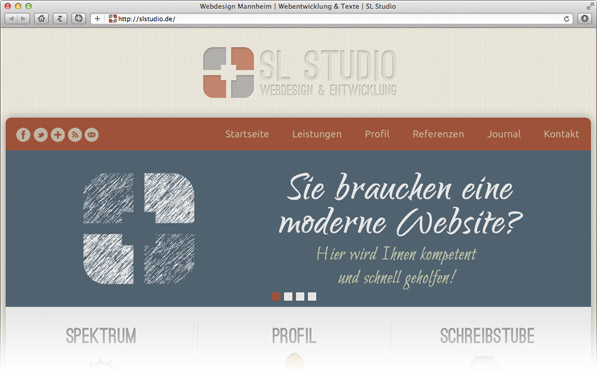 Webdesign Mannheim | Webentwicklung & Texte | SL Studio
http://slstudio.de/
SL STUDIO
WEBDESIGN & ENTWICKLUNG
Startseite Leistungen Profil Referenzen Journal Kontakt
Sie brauchen eine
moderne Website?
Hier wird Ihnen kompetent
und schnell geholfen!
SPEKTRUM PROFIL SCHREIBSTUBE